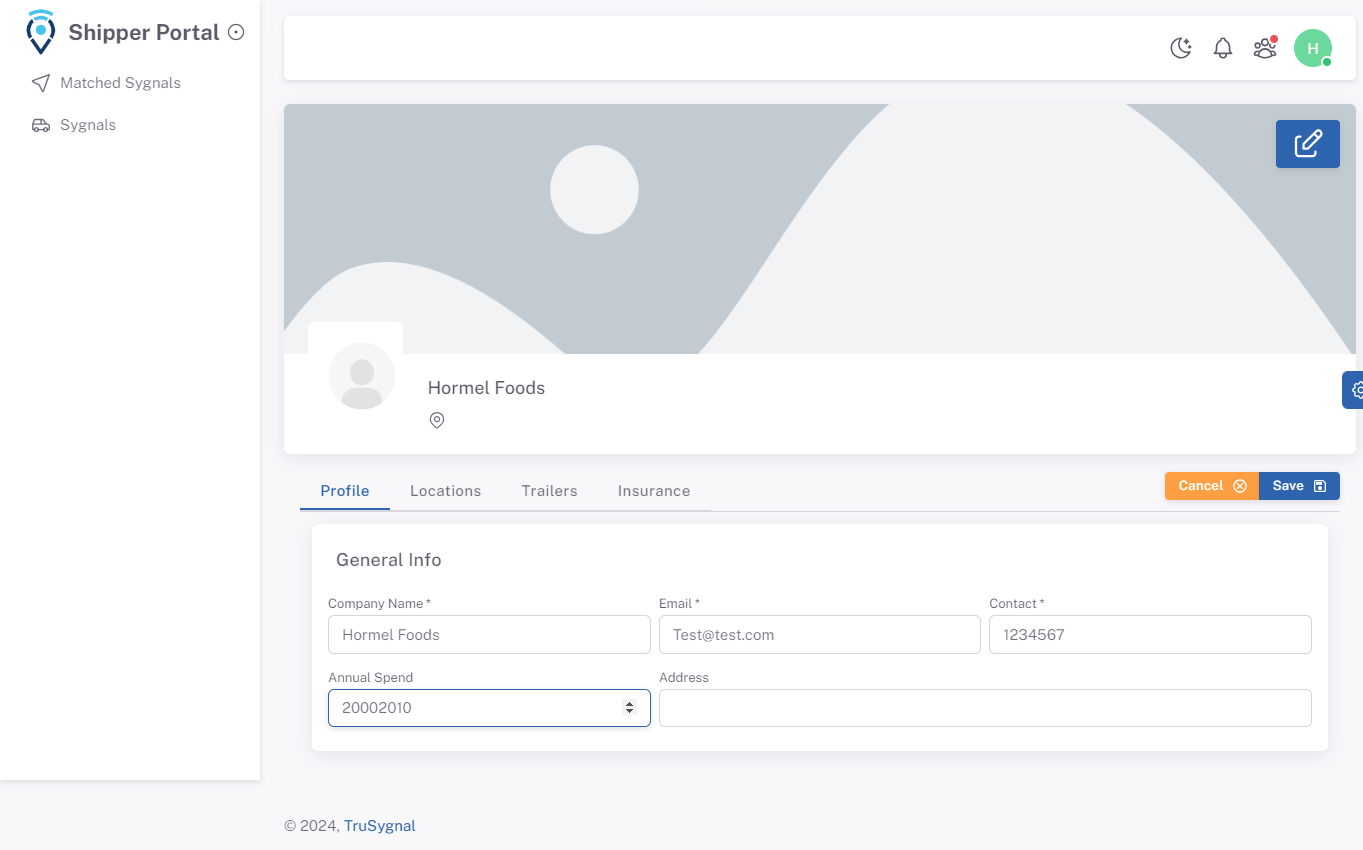 Shipper Portal
Matched Sygnals
Sygnals
H
Hormel Foods
Profile Locations Trailers Insurance
Cancel Save
General Info
Company Name * Email * Contact *
Hormel Foods Test@test.com 1234567
Annual Spend Address
20002010
© 2024, TruSygnal